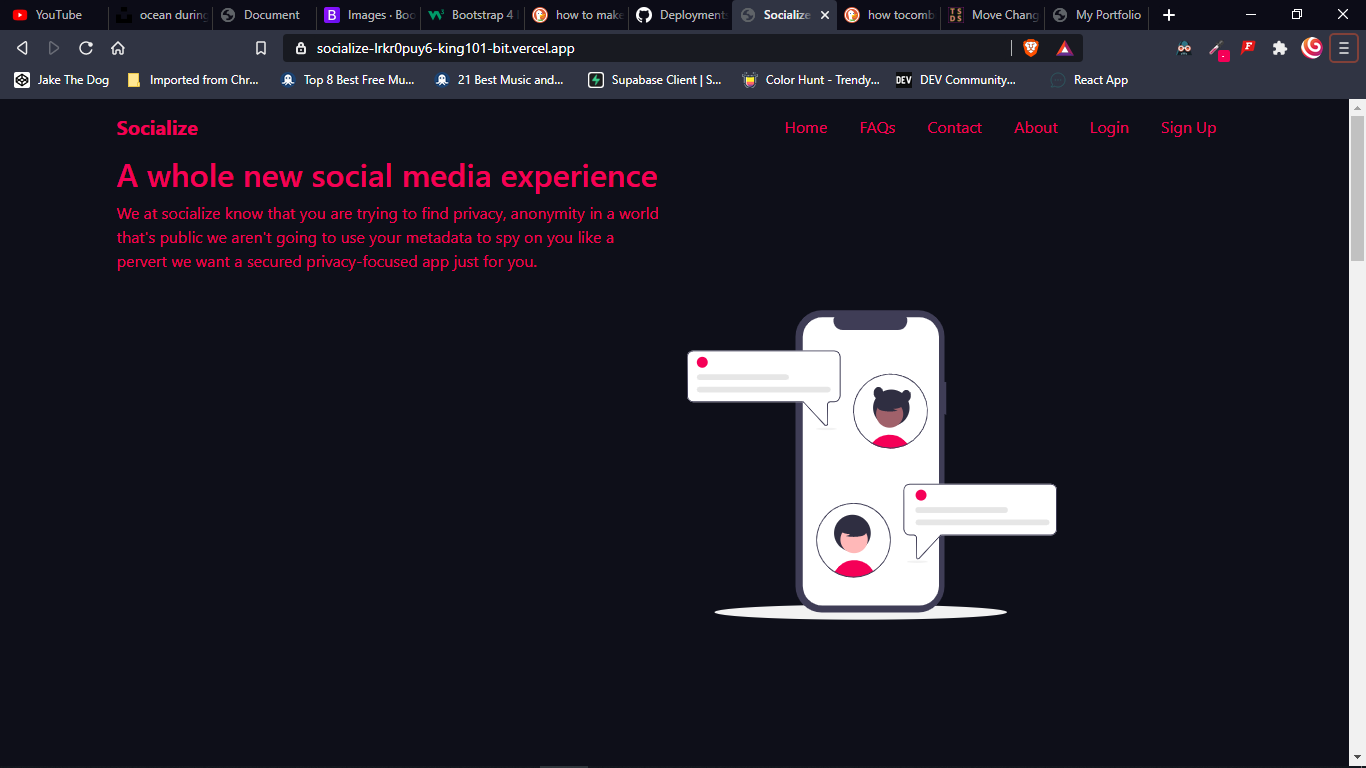 YouTube
ocean during
Document
Images · Boo
Bootstrap 4
how to make
Deployments
Socialize
how tocomb
Move Chang
My Portfolio
socialize-lrkr0puy6-king101-bit.vercel.app
Jake The Dog
Imported from Chr...
Top 8 Best Free Mu...
21 Best Music and...
Supabase Client | S...
Color Hunt - Trendy...
DEV
DEV Community...
React App
Socialize
Home
FAQs
Contact
About
Login
Sign Up
A whole new social media experience
We at socialize know that you are trying to find privacy, anonymity in a world
that's public we aren't going to use your metadata to spy on you like a
pervert we want a secured privacy-focused app just for you.